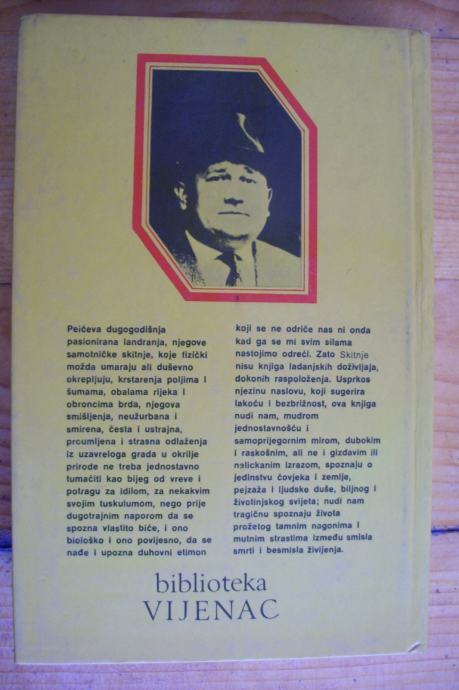 Peićeva dugogodišnja
pasionirana landranja, njegove
samotničke skitnje, koje fizički
možda umaraju ali duševno
okrepljuju, krstarenja poljima i
šumama, obalama rijeka i
obroncima brda, njegova
smišljenja, neužurbana i
smirena, česta i ustrajna,
proumljena i strasna odlaženja
iz uzavreloga grada u okrilje
prirode ne treba jednostavno
tumačiti kao bijeg od vreve i
potragu za idilom, za nekakvim
svojim tuskulumom, nego prije
dugotrajnim naporom da se
spozna vlastito biće, i ono
biološko i ono povijesno, da se
nađe i upozna duhovni etimon
koji se ne odriče nas ni onda
kad ga se mi svim silama
nastojimo odreći. Zato Skitnje
nisu knjiga ladanjskih doživljaja,
dokonih raspoloženja. Usprkos
njezinu naslovu, koji sugerira
lakoću i bezbrižnost, ova knjiga
nudi nam, mudrom
jednostavnošću i
samoprijegornim mirom, dubokim
i raskošnim, ali ne i gizdavim ili
nalickanim izrazom, spoznaju o
jedinstvu čovjeka i zemlje,
pejzaža i ljudske duše, biljnog i
životinjskog svijeta; nudi nam
tragičnu spoznaju života
prožetog tamnim nagonima i
mutnim strastima između smisla
smrti i besmisla življenja.
biblioteka
VIJENAC